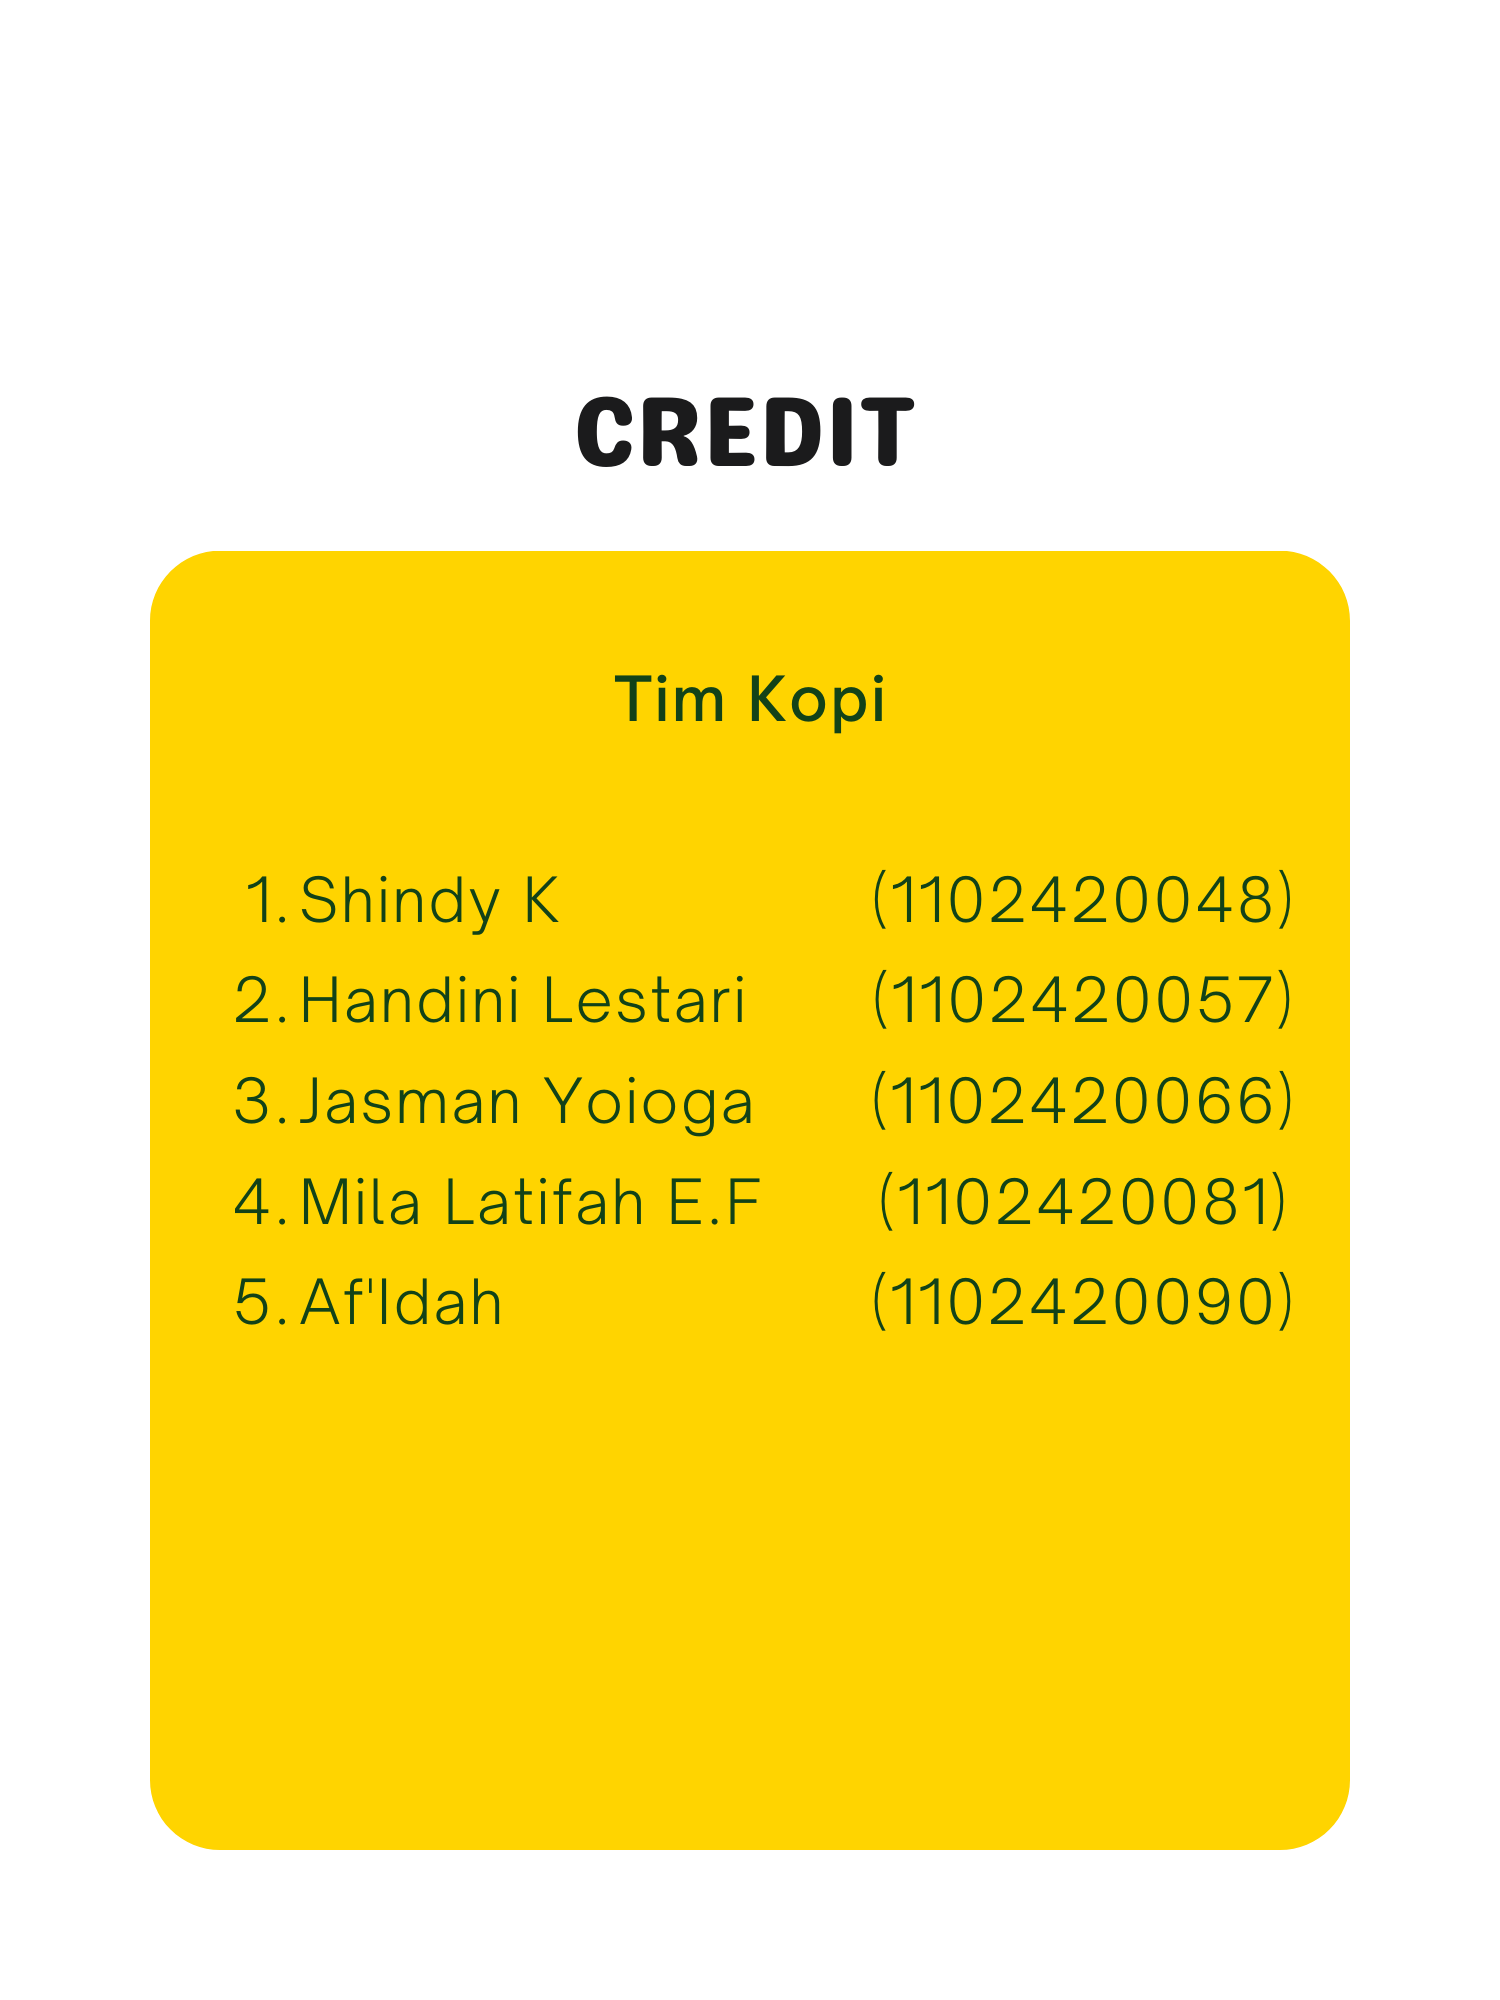 CREDIT
Tim Kopi
1. Shindy K (1102420048)
2. Handini Lestari (1102420057)
3. Jasman Yoioga (1102420066)
4. Mila Latifah E.F (1102420081)
5. Af'Idah (1102420090)